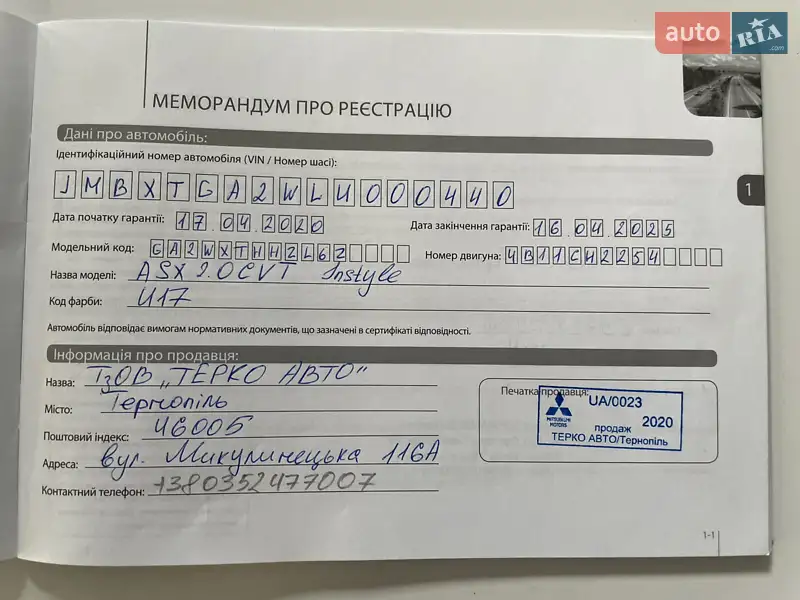 auto RIA .com
МЕМОРАНДУМ ПРО РЕЄСТРАЦІЮ
Дані про автомобіль:
Ідентифікаційний номер автомобіля (VIN / Номер шасі):
JMBXTGA2WLU000440
1
Дата початку гарантії: 17.04.2020 Дата закінчення гарантії: 16.04.2025
Модельний код: GA2WXTHHZL6Z Номер двигуна: 4B11CH2254
Назва моделі: ASX 2.0 CVT Instyle
Код фарби: U17
Автомобіль відповідає вимогам нормативних документів, що зазначені в сертифікаті відповідності.
Інформація про продавця:
Назва: ТзОВ „ТЕРКО АВТО"
Місто: Тернопіль
Поштовий індекс: 46005
Адреса: вул. Микулинецька 116А
Контактний телефон: +380352477007
Печатка продавця:
UA/0023
MITSUBISHI MOTORS
2020
продаж
ТЕРКО АВТО/Тернопіль
1-1